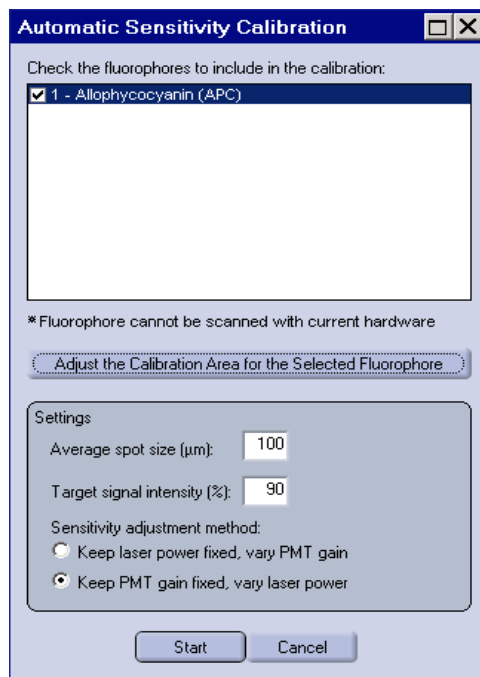 Automatic Sensitivity Calibration
Check the fluorophores to include in the calibration:
1 - Allophycocyanin (APC)
* Fluorophore cannot be scanned with current hardware
Adjust the Calibration Area for the Selected Fluorophore
Settings
Average spot size (µm): 100
Target signal intensity (%): 90
Sensitivity adjustment method:
Keep laser power fixed, vary PMT gain
Keep PMT gain fixed, vary laser power
Start Cancel